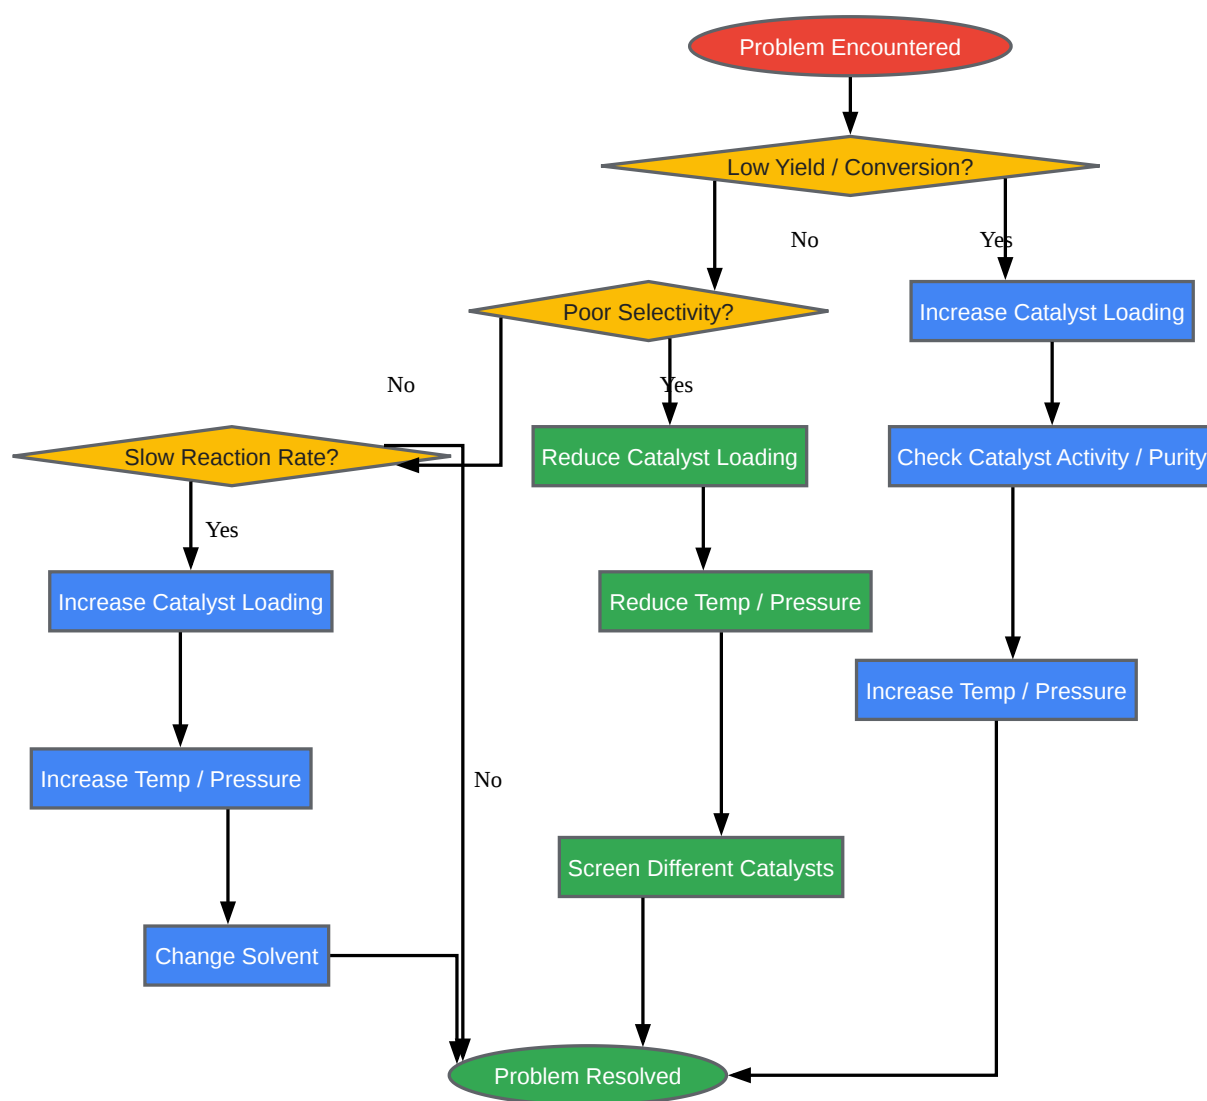 Problem Encountered
Low Yield / Conversion?
No
Yes
Poor Selectivity?
Increase Catalyst Loading
No
Yes
Slow Reaction Rate?
Reduce Catalyst Loading
Check Catalyst Activity / Purity
Yes
Increase Catalyst Loading
Reduce Temp / Pressure
Increase Temp / Pressure
Increase Temp / Pressure
No
Screen Different Catalysts
Change Solvent
Problem Resolved